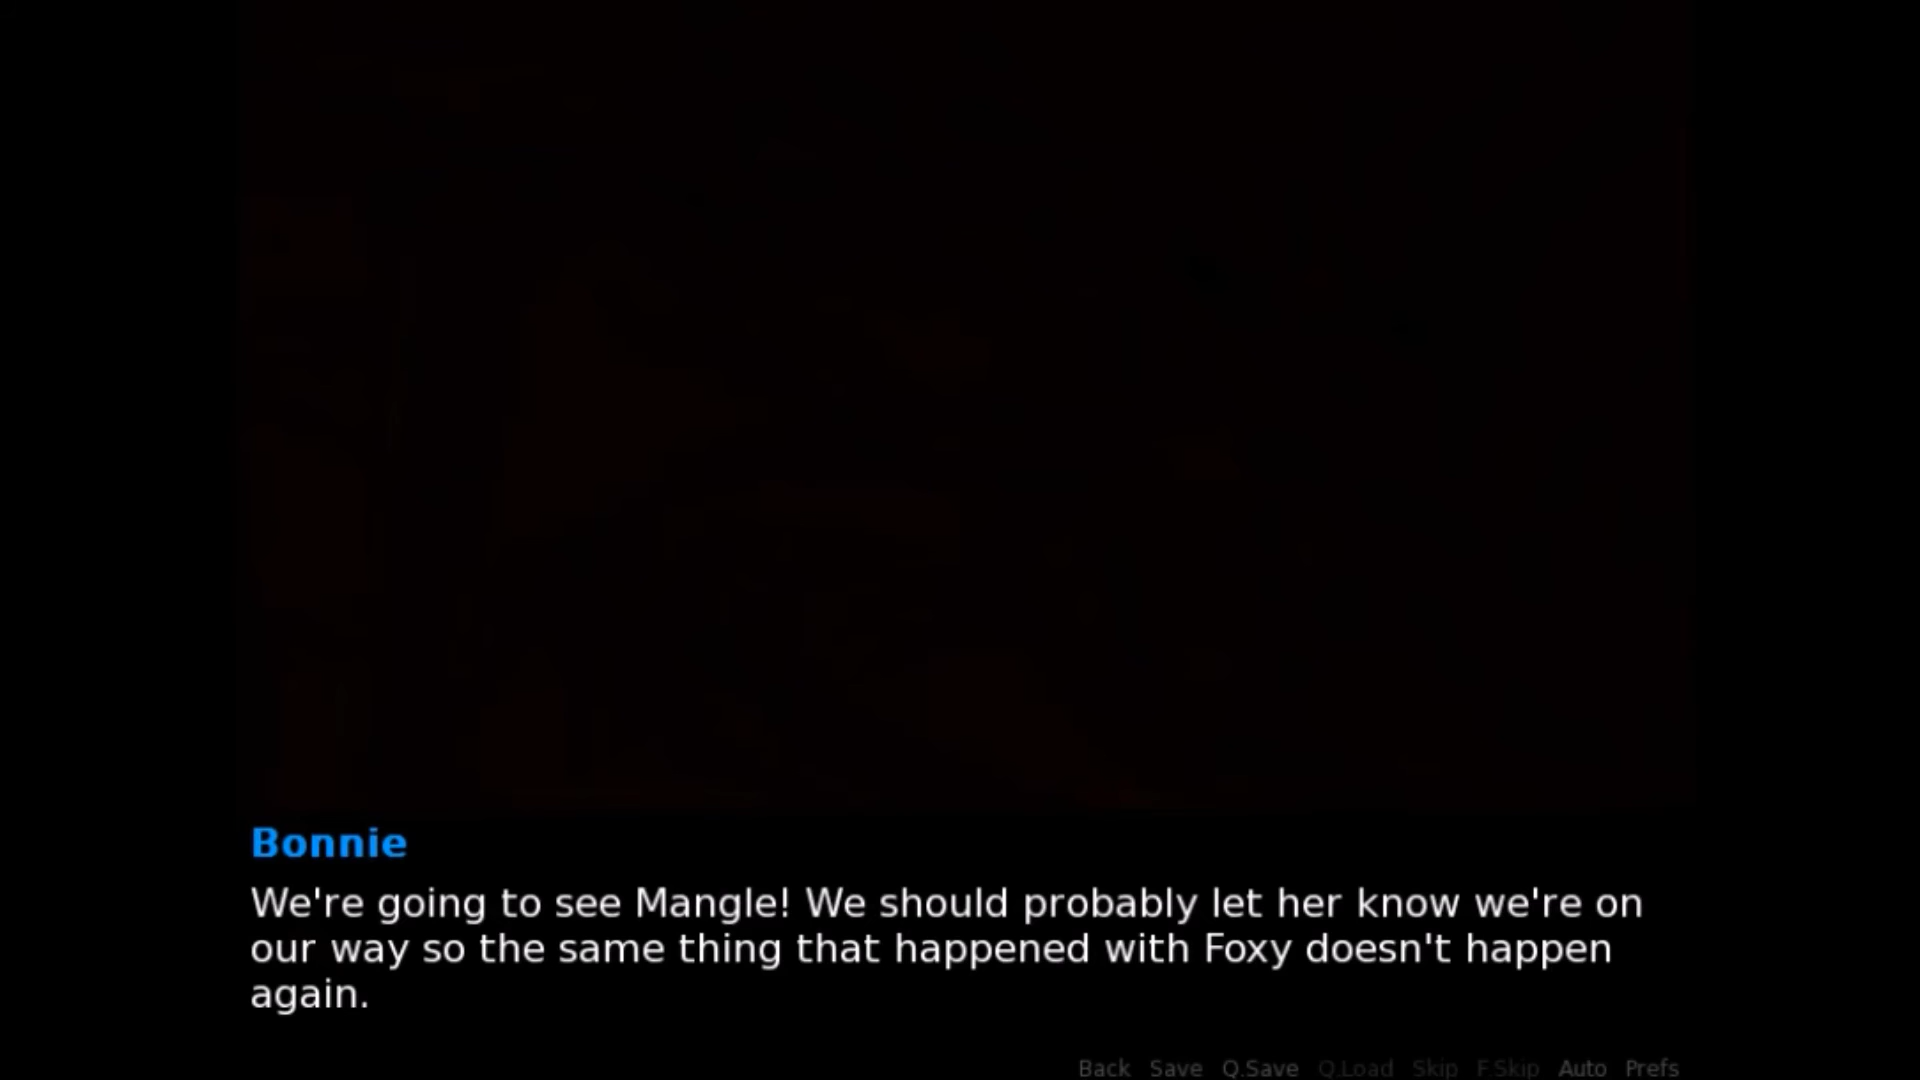 Bonnie
We're going to see Mangle! We should probably let her know we're on
our way so the same thing that happened with Foxy doesn't happen
again.
Back Save Q.Save Q.Load Skip F.Skip Auto Prefs